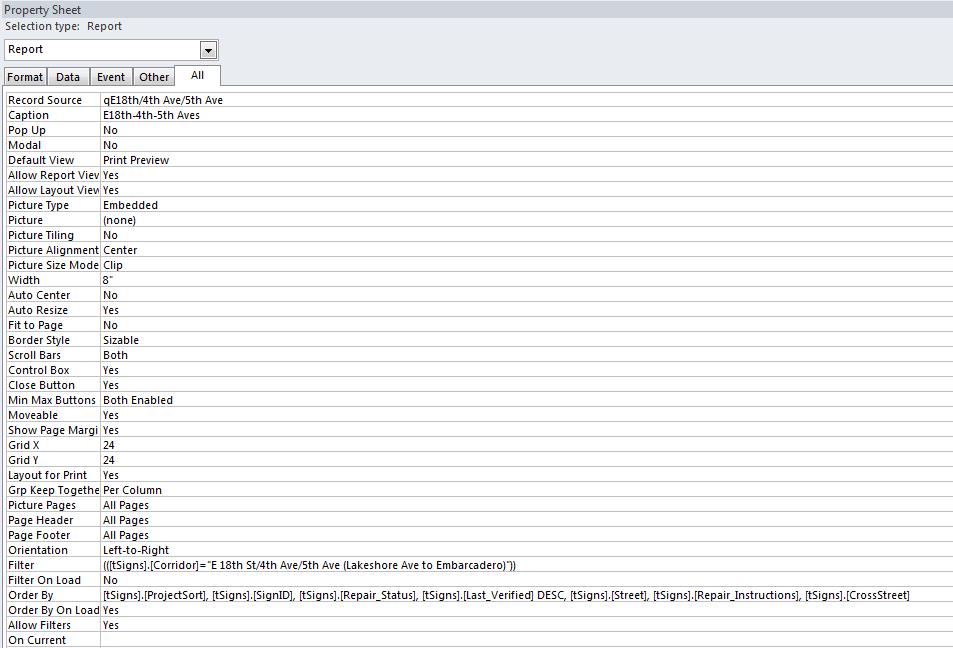 Property Sheet
Selection type: Report
Report
Format Data Event Other All
Record Source qE18th/4th Ave/5th Ave
Caption E18th-4th-5th Aves
Pop Up No
Modal No
Default View Print Preview
Allow Report View Yes
Allow Layout View Yes
Picture Type Embedded
Picture (none)
Picture Tiling No
Picture Alignment Center
Picture Size Mode Clip
Width 8"
Auto Center No
Auto Resize Yes
Fit to Page No
Border Style Sizable
Scroll Bars Both
Control Box Yes
Close Button Yes
Min Max Buttons Both Enabled
Moveable Yes
Show Page Margi Yes
Grid X 24
Grid Y 24
Layout for Print Yes
Grp Keep Togethe Per Column
Picture Pages All Pages
Page Header All Pages
Page Footer All Pages
Orientation Left-to-Right
Filter (([tSigns].[Corridor]="E 18th St/4th Ave/5th Ave (Lakeshore Ave to Embarcadero)"))
Filter On Load No
Order By [tSigns].[ProjectSort], [tSigns].[SignID], [tSigns].[Repair_Status], [tSigns].[Last_Verified] DESC, [tSigns].[Street], [tSigns].[Repair_Instructions], [tSigns].[CrossStreet]
Order By On Load Yes
Allow Filters Yes
On Current